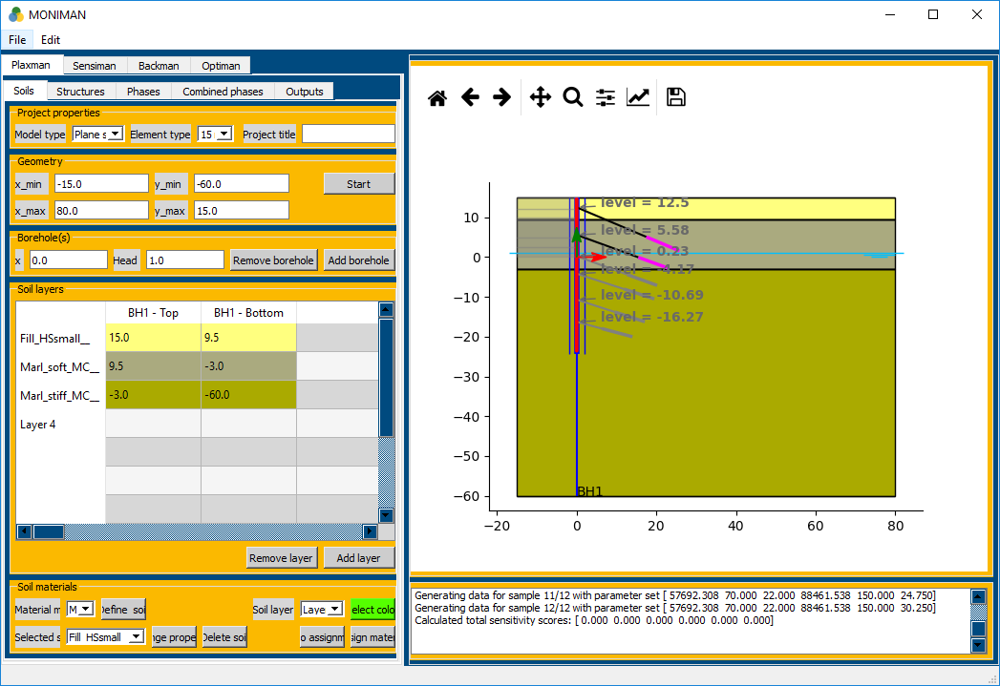 MONIMAN
File Edit
Plaxman Sensiman Backman Optiman
Soils Structures Phases Combined phases Outputs
Project properties
Model type Plane s Element type 15 Project title
Geometry
x_min -15.0 y_min -60.0 Start
x_max 80.0 y_max 15.0
Borehole(s)
x 0.0 Head 1.0 Remove borehole Add borehole
Soil layers
BH1 - Top BH1 - Bottom
Fill_HSsmall__ 15.0 9.5
Marl_soft_MC__ 9.5 -3.0
Marl_stiff_MC__ -3.0 -60.0
Layer 4
Remove layer Add layer
Soil materials
Material m M Define soi Soil layer Laye elect colo
Selected s Fill_HSsmall nge prope Delete soi o assignm sign mater
level = 12.5
level = 5.58
level = 0.23
level = -4.17
level = -10.69
level = -16.27
BH1
10
0
−10
−20
−30
−40
−50
−60
−20 0 20 40 60 80
Generating data for sample 11/12 with parameter set [ 57692.308 70.000 22.000 88461.538 150.000 24.750]
Generating data for sample 12/12 with parameter set [ 57692.308 70.000 22.000 88461.538 150.000 30.250]
Calculated total sensitivity scores: [ 0.000 0.000 0.000 0.000 0.000 0.000]